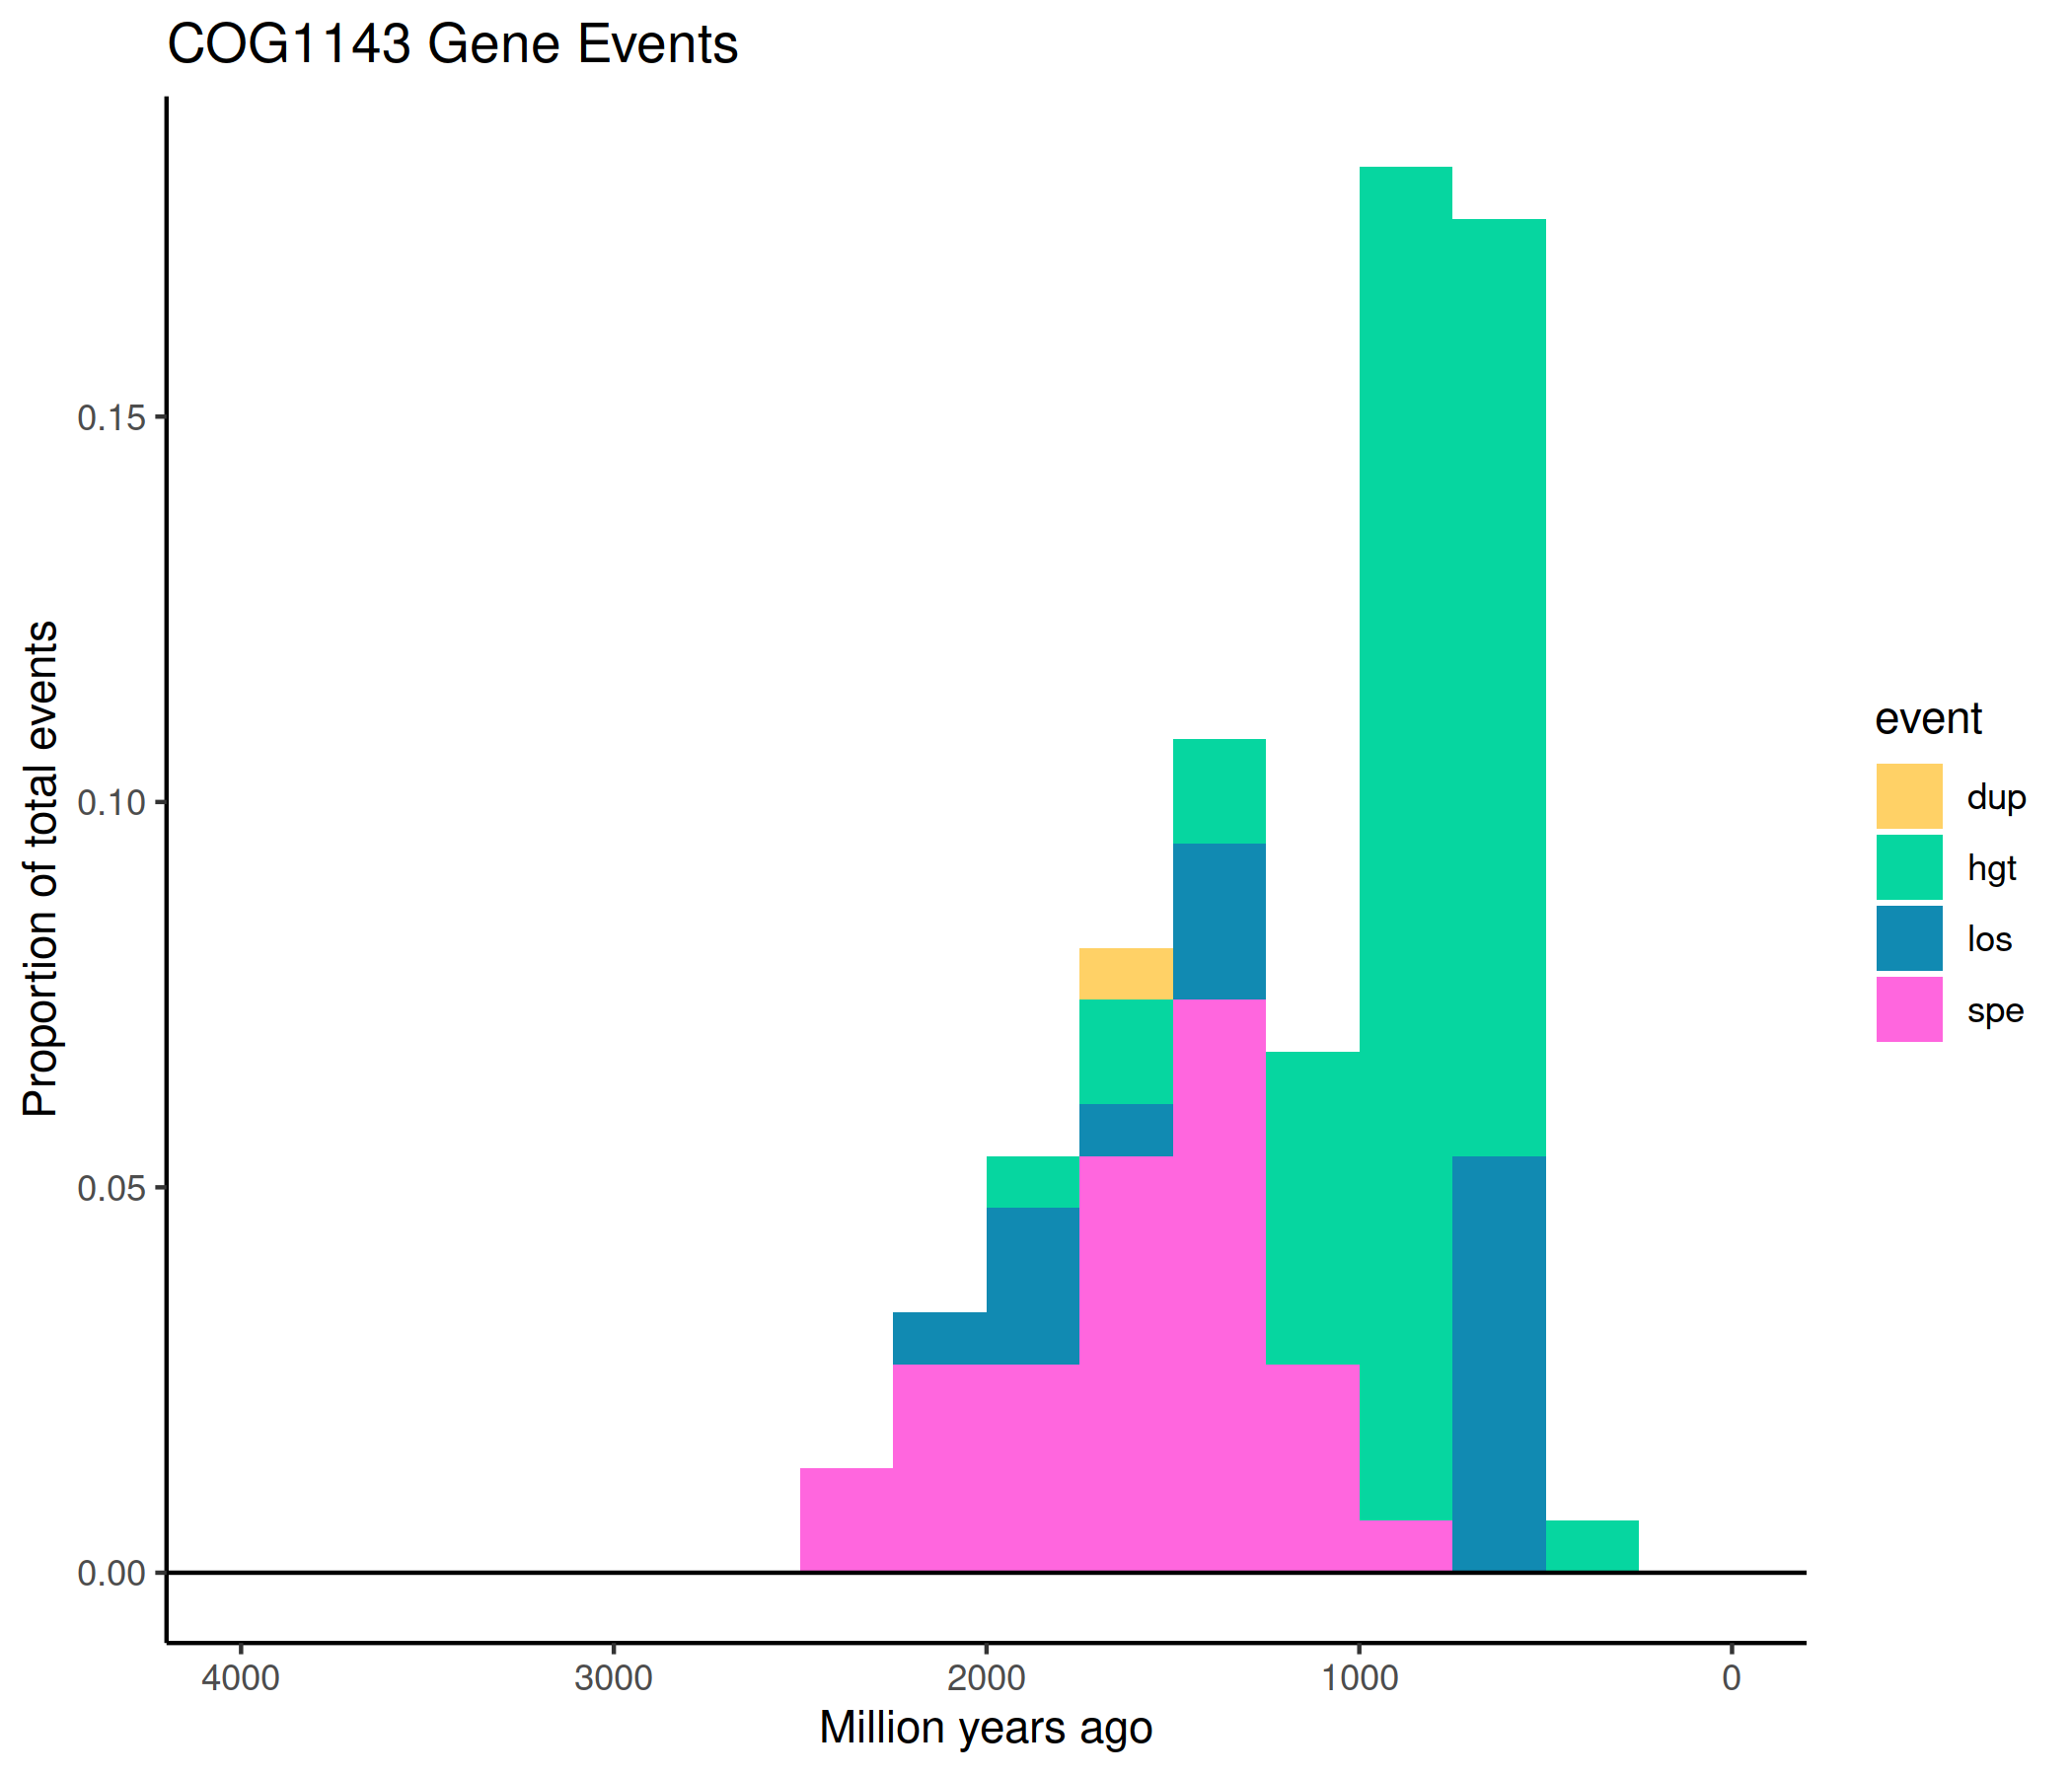 COG1143 Gene Events
Proportion of total events
0.15
0.10
0.05
0.00
4000 3000 2000 1000 0
Million years ago
event
dup
hgt
los
spe